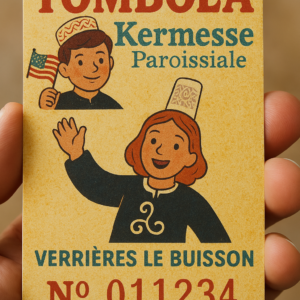 TOMBOLA
Kermesse
Paroissiale
VERRIÈRES LE BUISSON
Nº 011234